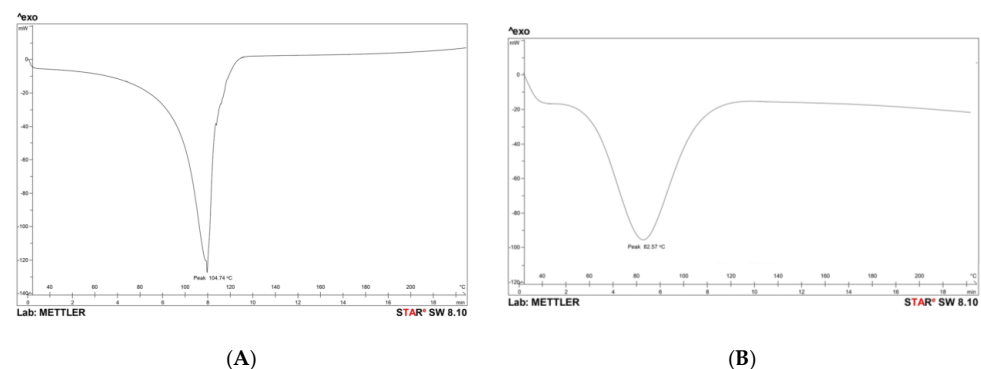 ^exo
mW
0
-20
-40
-60
-80
-100
-120
-140
Peak 104.74 °C
40 60 80 100 120 140 160 180 200 °C
0 2 4 6 8 10 12 14 16 18 min
Lab: METTLER STARe SW 8.10
(A)
^exo
mW
0
-20
-40
-60
-80
-100
-120
Peak 82.57 °C
40 60 80 100 120 140 160 180 200 °C
0 2 4 6 8 10 12 14 16 18 min
Lab: METTLER STARe SW 8.10
(B)